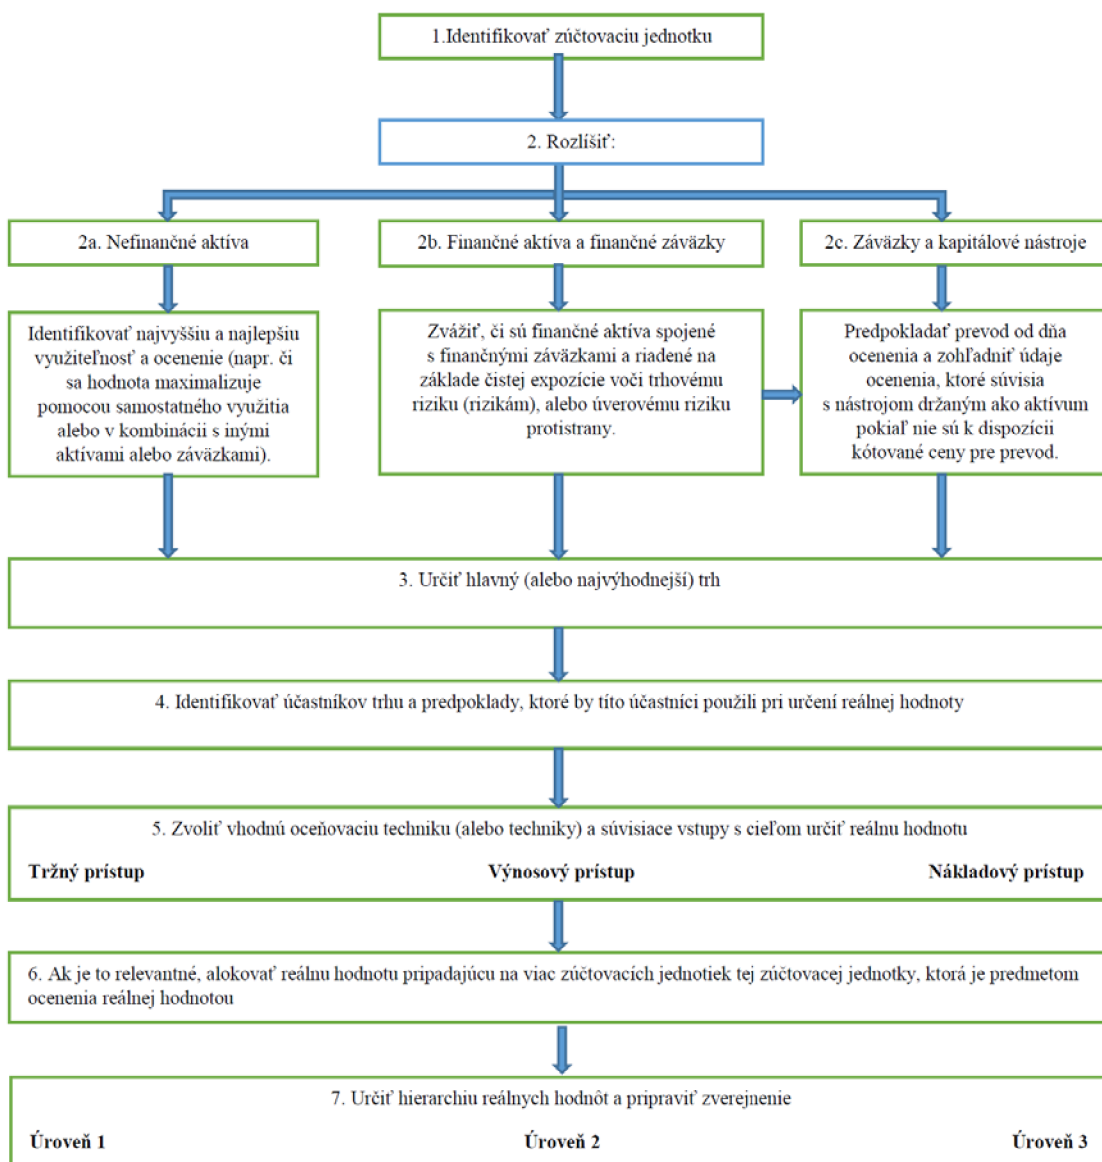 1.Identifikovať zúčtovaciu jednotku
2. Rozlíšiť:
2a. Nefinančné aktíva
2b. Finančné aktíva a finančné záväzky
2c. Záväzky a kapitálové nástroje
Identifikovať najvyššiu a najlepšiu
využiteľnosť a ocenenie (napr. či
sa hodnota maximalizuje
pomocou samostatného využitia
alebo v kombinácii s inými
aktívami alebo záväzkami).
Zvážiť, či sú finančné aktíva spojené
s finančnými záväzkami a riadené na
základe čistej expozície voči trhovému
riziku (rizikám), alebo úverovému riziku
protistrany.
Predpokladať prevod od dňa
ocenenia a zohľadniť údaje
ocenenia, ktoré súvisia
s nástrojom držaným ako aktívum
pokiaľ nie sú k dispozícii
kótované ceny pre prevod.
3. Určiť hlavný (alebo najvýhodnejší) trh
4. Identifikovať účastníkov trhu a predpoklady, ktoré by títo účastníci použili pri určení reálnej hodnoty
5. Zvoliť vhodnú oceňovaciu techniku (alebo techniky) a súvisiace vstupy s cieľom určiť reálnu hodnotu
Tržný prístup
Výnosový prístup
Nákladový prístup
6. Ak je to relevantné, alokovať reálnu hodnotu pripadajúcu na viac zúčtovacích jednotiek tej zúčtovacej jednotky, ktorá je predmetom
ocenenia reálnou hodnotou
7. Určiť hierarchiu reálnych hodnôt a pripraviť zverejnenie
Úroveň 1
Úroveň 2
Úroveň 3